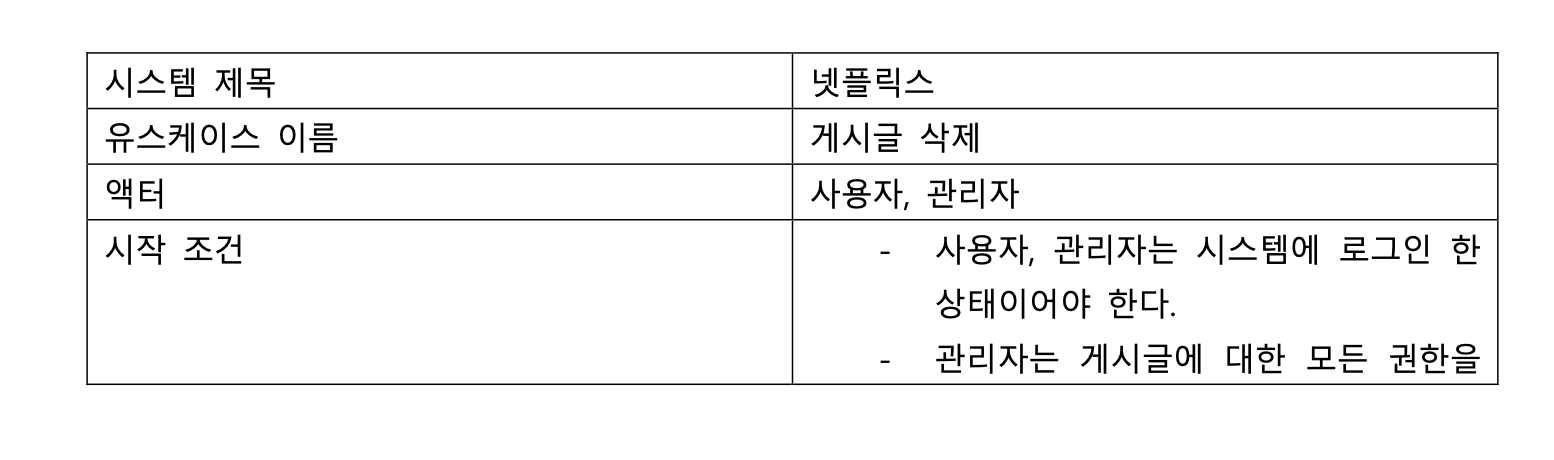 시스템 제목
넷플릭스
유스케이스 이름
게시글 삭제
액터
사용자, 관리자
시작 조건
- 사용자, 관리자는 시스템에 로그인 한
상태이어야 한다.
- 관리자는 게시글에 대한 모든 권한을